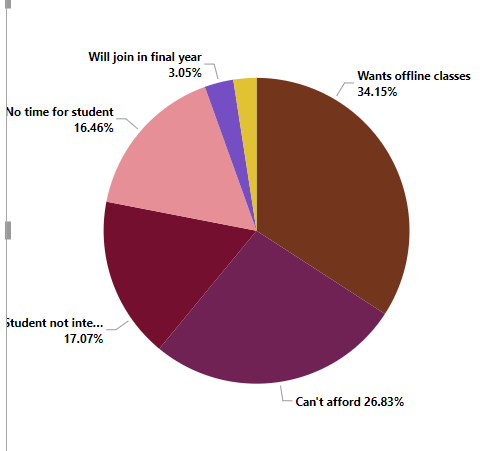 Will join in final year
3.05%
Wants offline classes
34.15%
No time for student
16.46%
Student not inte...
17.07%
Can't afford 26.83%